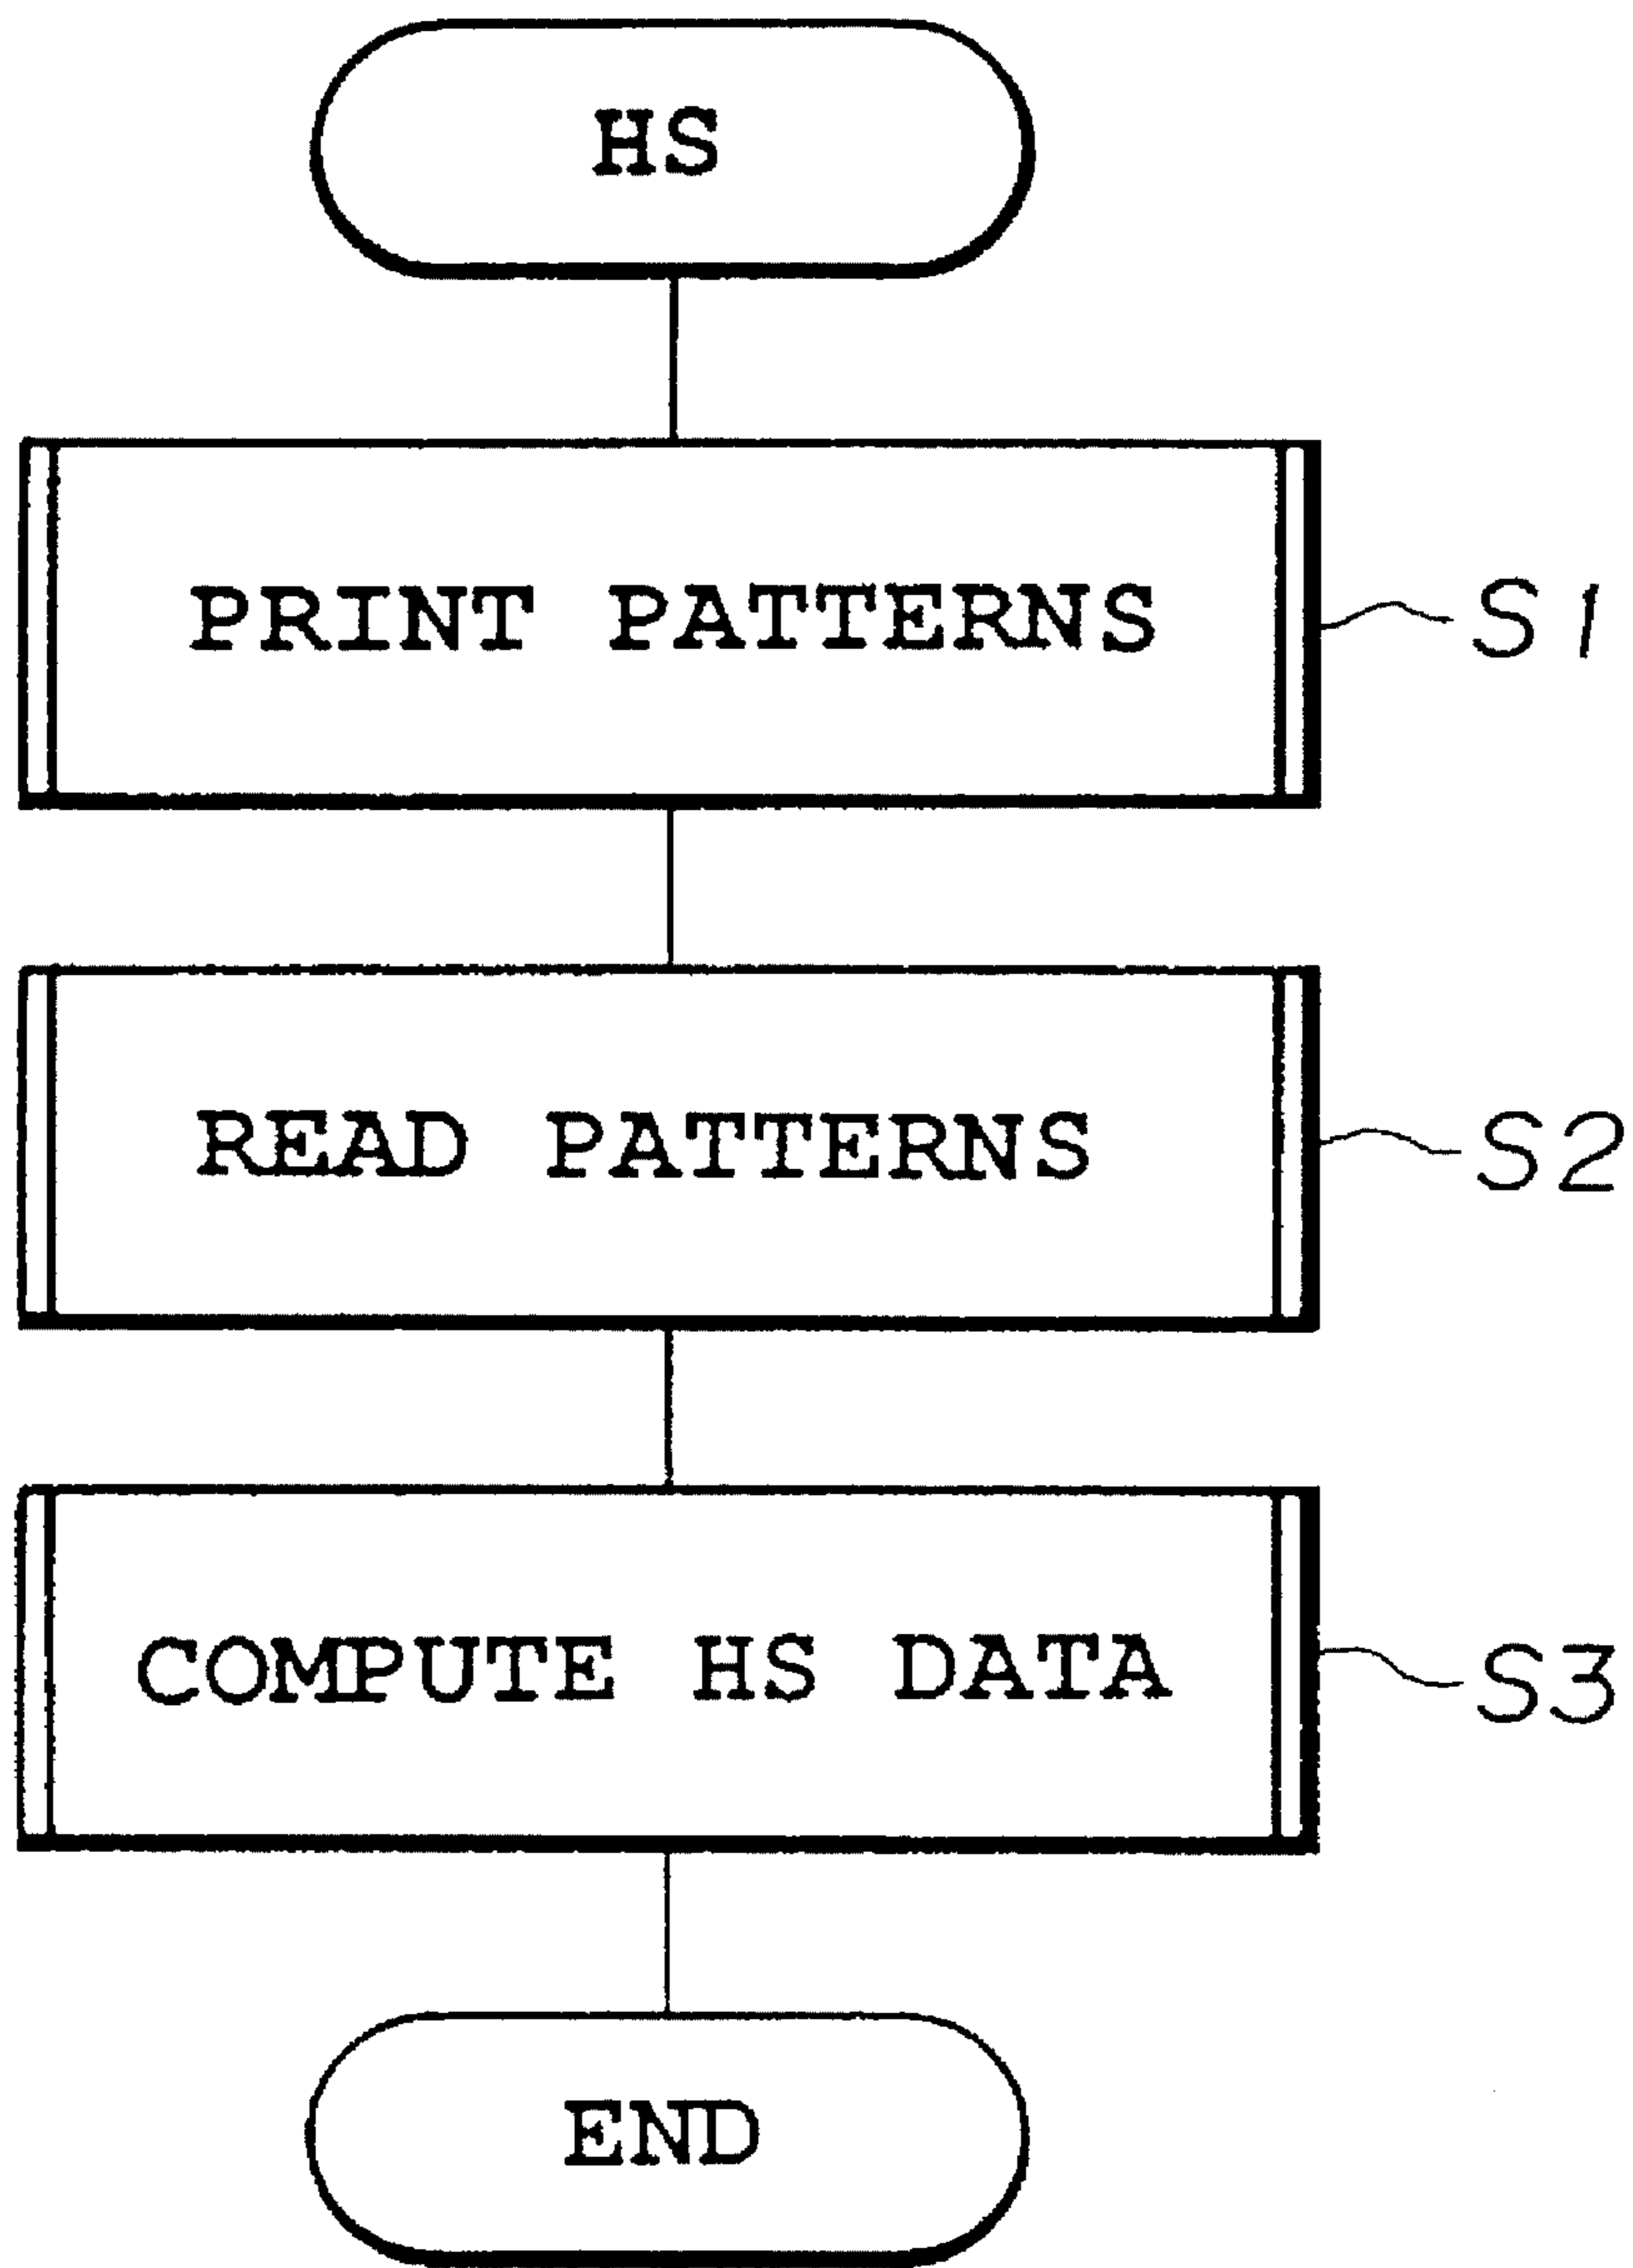 HS
PRINT PATTERNS
S1
READ PATTERNS
S2
COMPUTE HS DATA
S3
END